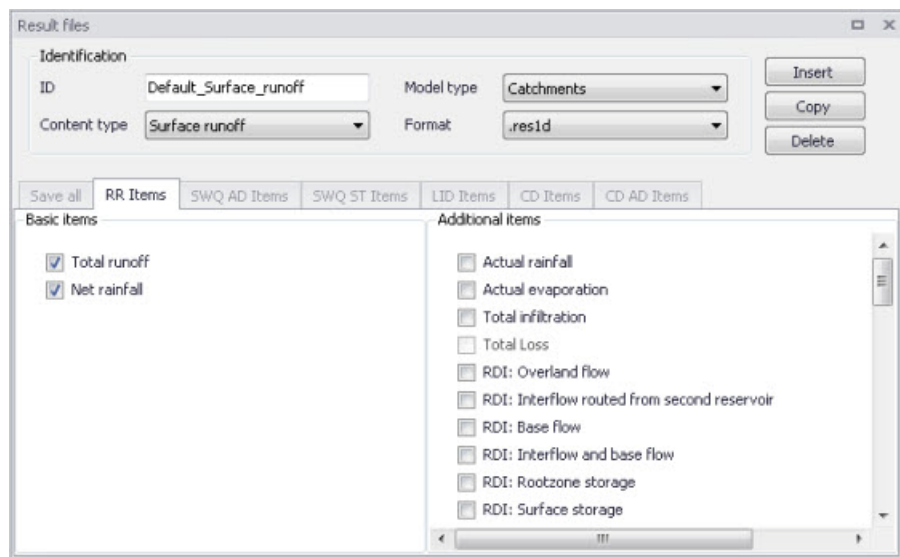 Result files
Identification
ID Default_Surface_runoff Model type Catchments
Content type Surface runoff Format .res1d
Insert
Copy
Delete
Save all RR Items SWQ AD Items SWQ ST Items LID Items CD Items CD AD Items
Basic items
Total runoff
Net rainfall
Additional items
Actual rainfall
Actual evaporation
Total infiltration
Total Loss
RDI: Overland flow
RDI: Interflow routed from second reservoir
RDI: Base flow
RDI: Interflow and base flow
RDI: Rootzone storage
RDI: Surface storage